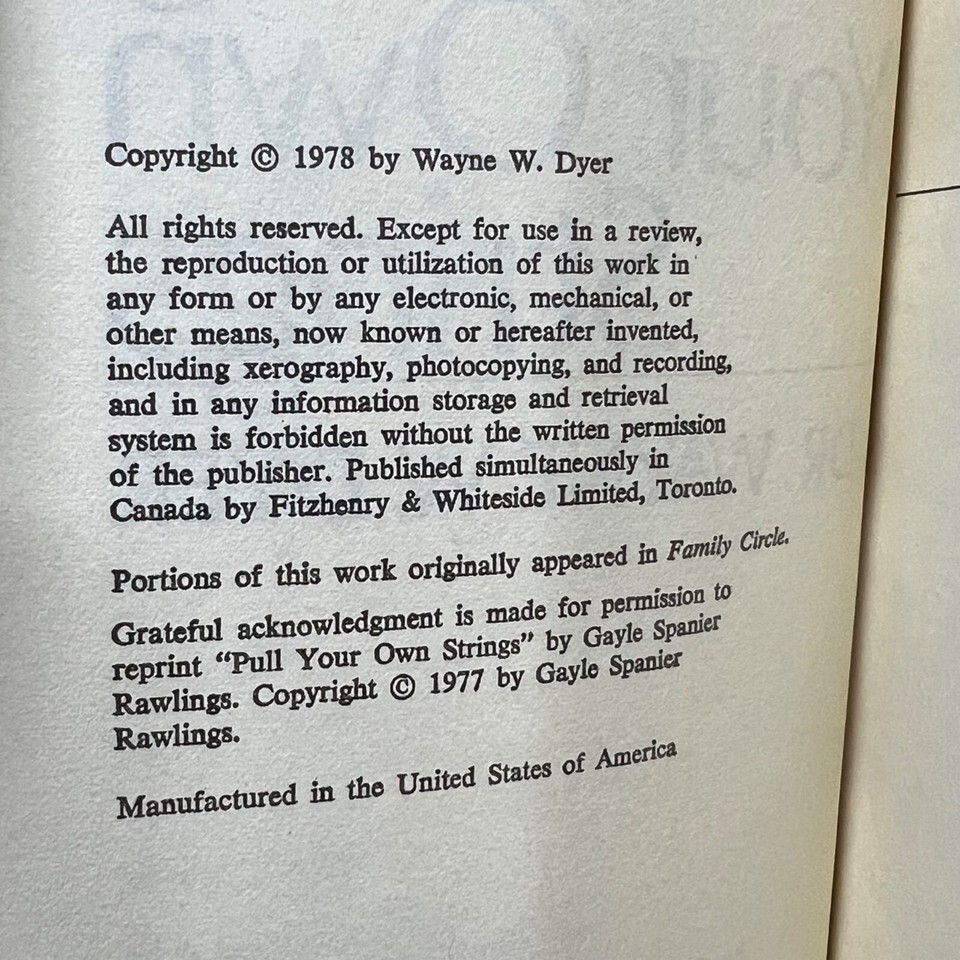 Copyright © 1978 by Wayne W. Dyer
All rights reserved. Except for use in a review,
the reproduction or utilization of this work in
any form or by any electronic, mechanical, or
other means, now known or hereafter invented,
including xerography, photocopying, and recording,
and in any information storage and retrieval
system is forbidden without the written permission
of the publisher. Published simultaneously in
Canada by Fitzhenry & Whiteside Limited, Toronto.
Portions of this work originally appeared in Family Circle.
Grateful acknowledgment is made for permission to
reprint “Pull Your Own Strings” by Gayle Spanier
Rawlings. Copyright © 1977 by Gayle Spanier
Rawlings.
Manufactured in the United States of America